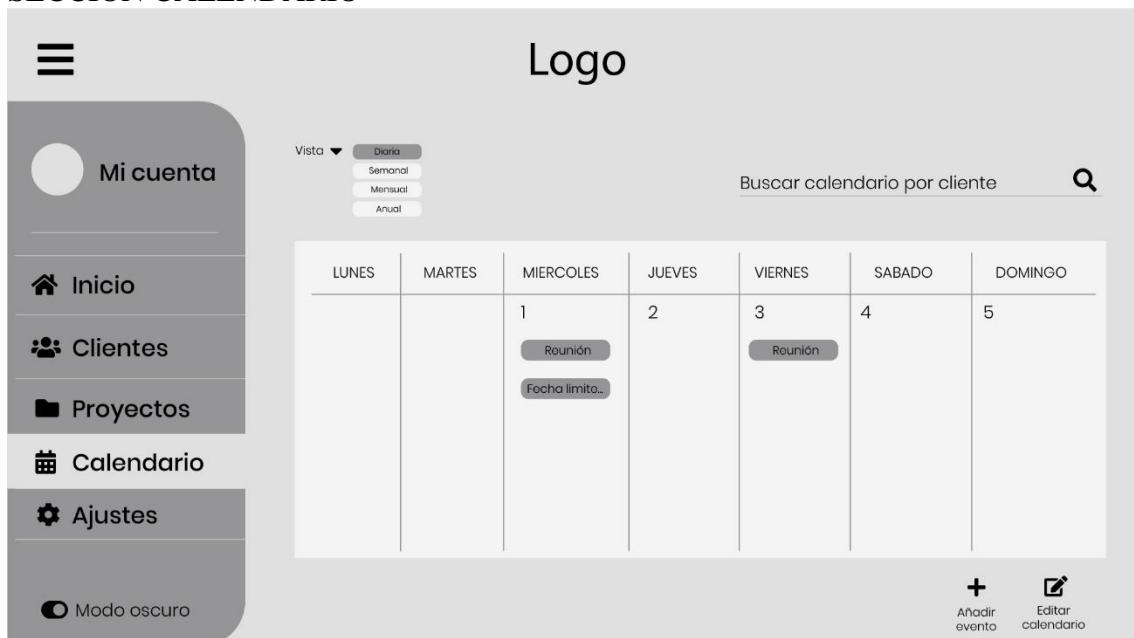 Logo
Mi cuenta
Inicio
Clientes
Proyectos
Calendario
Ajustes
Modo oscuro
Vista
Diaria
Semanal
Mensual
Anual
Buscar calendario por cliente
LUNES MARTES MIERCOLES JUEVES VIERNES SABADO DOMINGO
1 2 3 4 5
Reunión Reunión
Fecha limite...
Añadir
evento
Editar
calendario